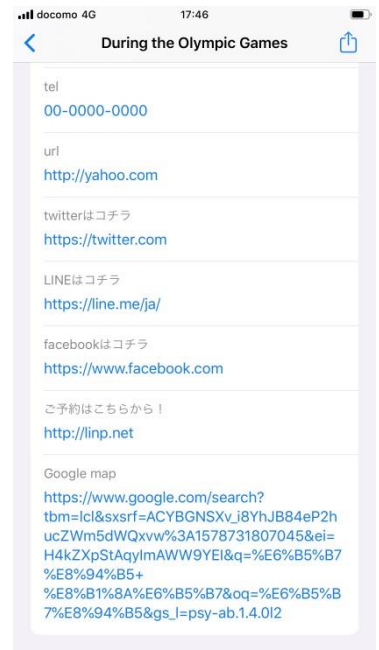 docomo 4G 17:46
During the Olympic Games
tel
00-0000-0000
url
http://yahoo.com
twitterはコチラ
https://twitter.com
LINEはコチラ
https://line.me/ja/
facebookはコチラ
https://www.facebook.com
ご予約はこちらから！
http://linp.net
Google map
https://www.google.com/search?
tbm=lcl&sxsrf=ACYBGNSXv_i8YhJB84eP2h
ucZWm5dWQxvw%3A1578731807045&ei=
H4kZXpStAqyImAWW9YEI&q=%E6%B5%B7
%E8%94%B5+
%E8%B1%8A%E6%B5%B7&oq=%E6%B5%B
7%E8%94%B5&gs_l=psy-ab.1.4.0l2